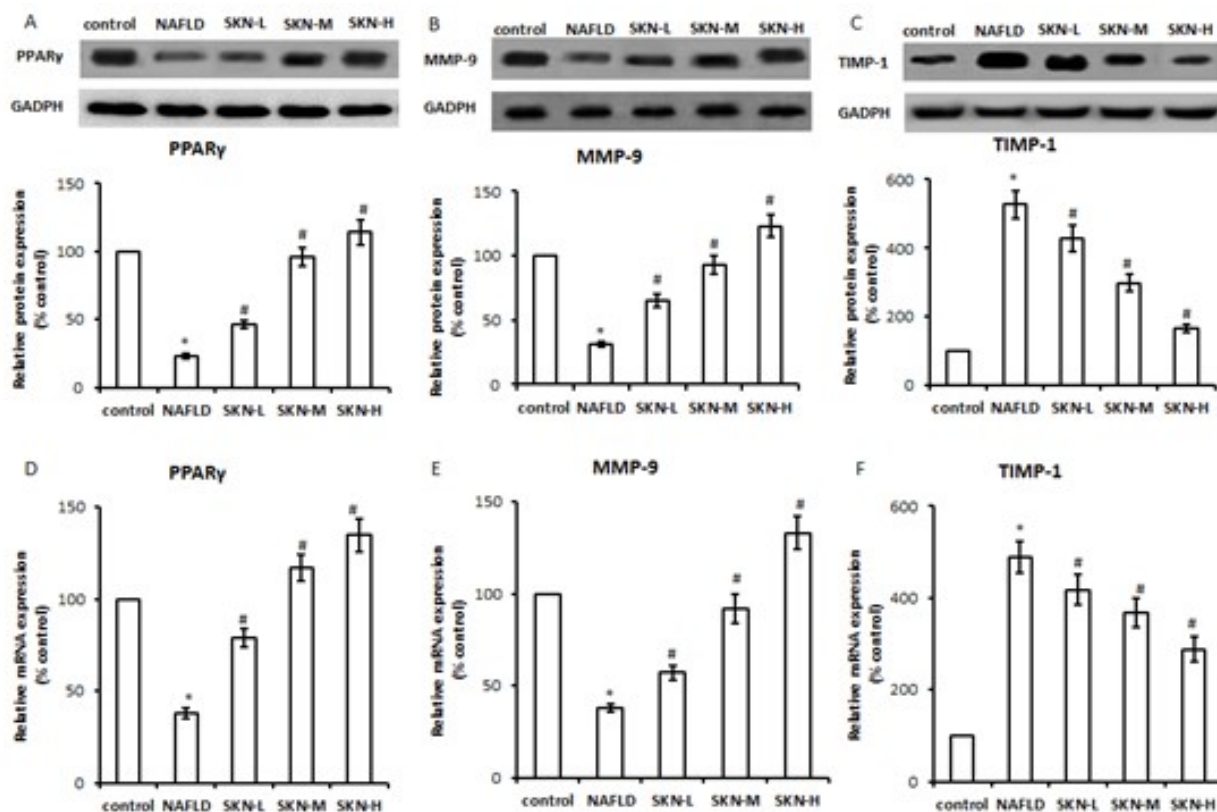 A control NAFLD SKN-L SKN-M SKN-H
PPARγ
GADPH
PPARγ
Relative protein expression
(% control)
150
100
50
0
control NAFLD SKN-L SKN-M SKN-H
*
#
#
#
B control NAFLD SKN-L SKN-M SKN-H
MMP-9
GADPH
MMP-9
Relative protein expression
(% control)
150
100
50
0
control NAFLD SKN-L SKN-M SKN-H
*
#
#
#
C control NAFLD SKN-L SKN-M SKN-H
TIMP-1
GADPH
TIMP-1
Relative protein expression
(% control)
600
400
200
0
control NAFLD SKN-L SKN-M SKN-H
*
#
#
#
D PPARγ
Relative mRNA expression
(% control)
150
100
50
0
control NAFLD SKN-L SKN-M SKN-H
*
#
#
#
E MMP-9
Relative mRNA expression
(% control)
150
100
50
0
control NAFLD SKN-L SKN-M SKN-H
*
#
#
#
F TIMP-1
Relative mRNA expression
(% control)
600
400
200
0
control NAFLD SKN-L SKN-M SKN-H
*
#
#
#